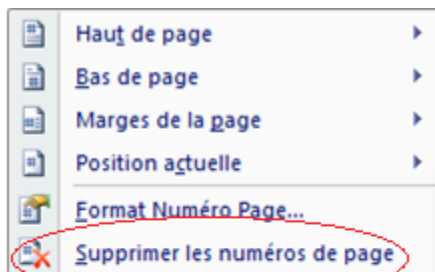 Haut de page
Bas de page
Marges de la page
Position actuelle
Format Numéro Page...
Supprimer les numéros de page